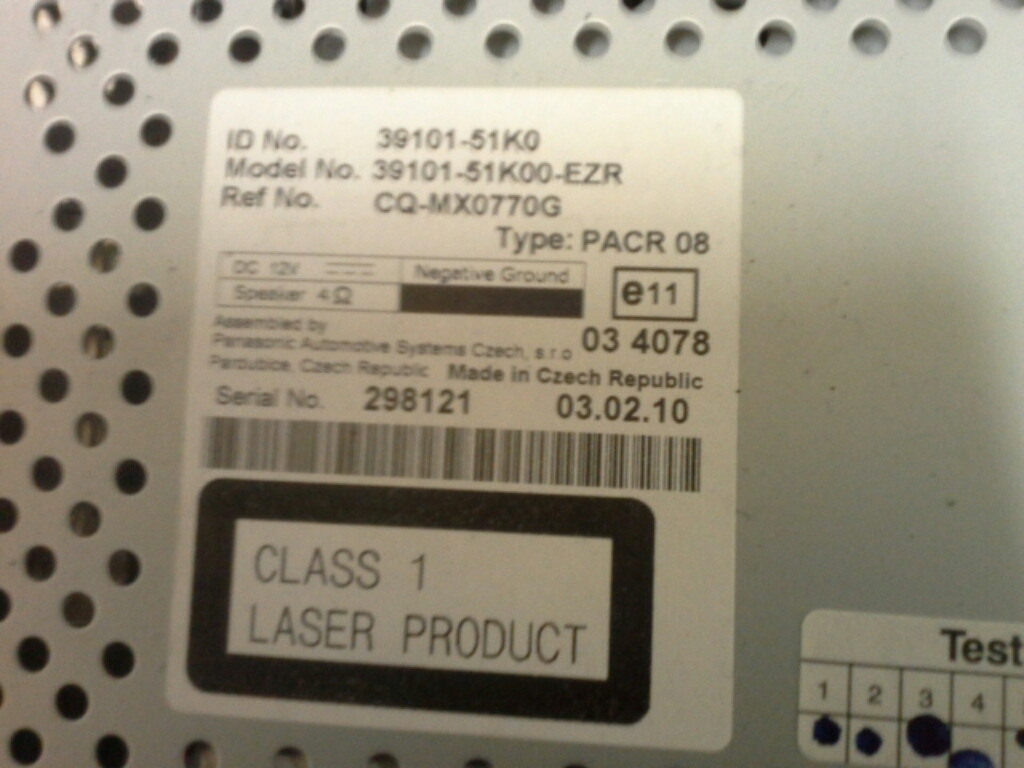 ID No. 39101-51K0
Model No. 39101-51K00-EZR
Ref No. CQ-MX0770G
Type: PACR 08
DC 12V Negative Ground
Speaker 4Ω
e11
Assembled by
Panasonic Automotive Systems Czech, s.r.o
03 4078
Pardubice, Czech Republic Made in Czech Republic
Serial No. 298121 03.02.10
CLASS 1
LASER PRODUCT
Test
1 2 3 4